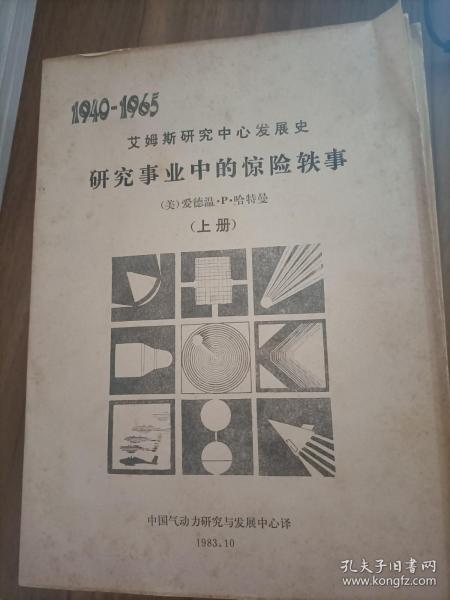 1940-1965
艾姆斯研究中心发展史
研究事业中的惊险轶事
(美)爱德温·P·哈特曼
(上册)
中国气动力研究与发展中心译
1983.10
孔夫子旧书网
www.kongfz.com